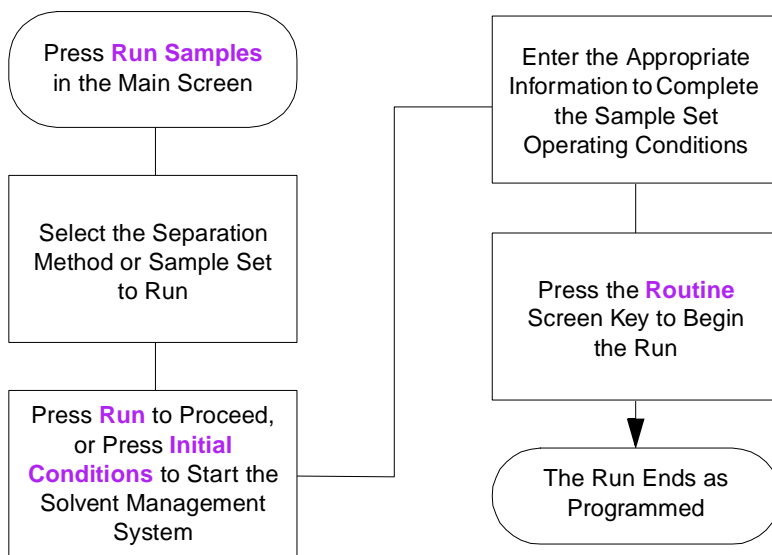 Press Run Samples
in the Main Screen
Select the Separation
Method or Sample Set
to Run
Press Run to Proceed,
or Press Initial
Conditions to Start the
Solvent Management
System
Enter the Appropriate
Information to Complete
the Sample Set
Operating Conditions
Press the Routine
Screen Key to Begin
the Run
The Run Ends as
Programmed